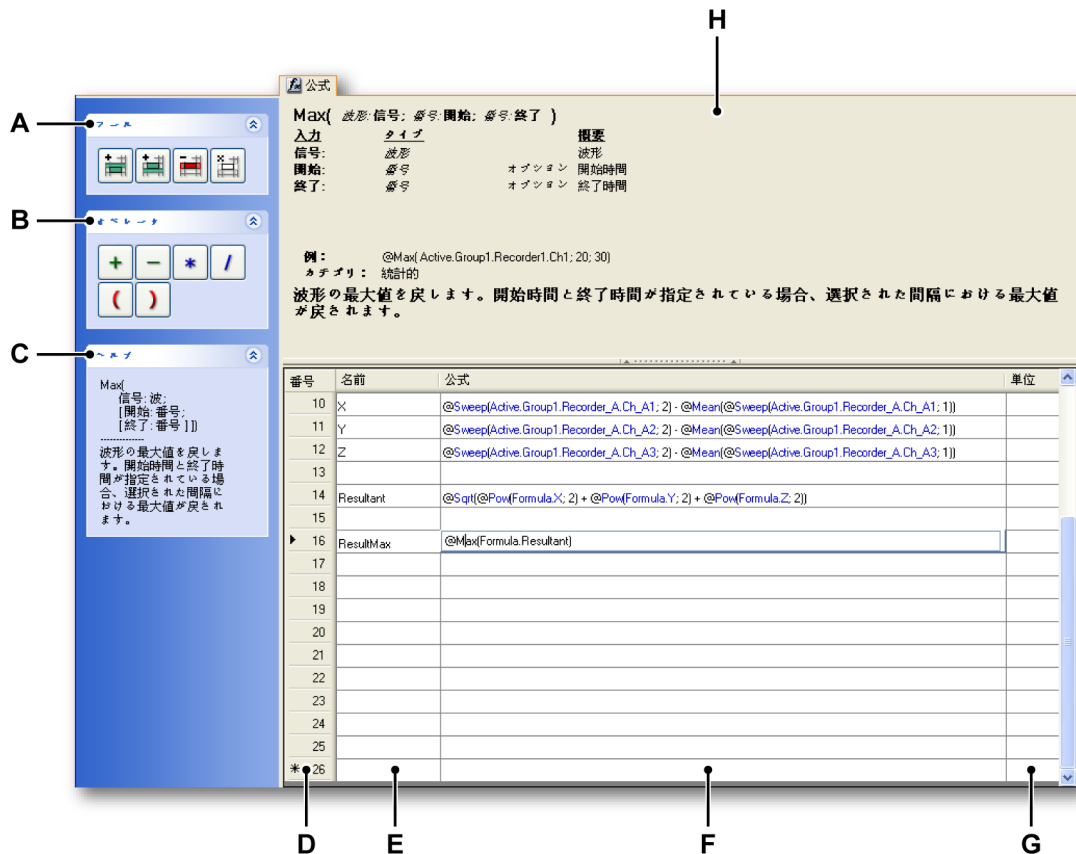 H
公式
A
ツール
Max( 波形:信号; 番号:開始; 番号:終了 )
入力 タイプ 概要
信号: 波形 波形
開始: 番号 オプション 開始時間
終了: 番号 オプション 終了時間
B
オペレータ
+ − * /
( )
例： @Max( Active.Group1.Recorder1.Ch1; 20; 30)
カテゴリ： 統計的
波形の最大値を戻します。開始時間と終了時間が指定されている場合、選択された間隔における最大値
が戻されます。
C
ヘルプ
Max(
信号: 波;
[開始: 番号;
[終了: 番号 ] ])
-------------
波形の最大値を戻しま
す。開始時間と終了時
間が指定されている場
合、選択された間隔に
おける最大値が戻され
ます。
番号 名前 公式 単位
10 X @Sweep(Active.Group1.Recorder_A.Ch_A1; 2) - @Mean(@Sweep(Active.Group1.Recorder_A.Ch_A1; 1))
11 Y @Sweep(Active.Group1.Recorder_A.Ch_A2; 2) - @Mean(@Sweep(Active.Group1.Recorder_A.Ch_A2; 1))
12 Z @Sweep(Active.Group1.Recorder_A.Ch_A3; 2) - @Mean(@Sweep(Active.Group1.Recorder_A.Ch_A3; 1))
13
14 Resultant @Sqrt(@Pow(Formula.X; 2) + @Pow(Formula.Y; 2) + @Pow(Formula.Z; 2))
15
16 ResultMax @Max(Formula.Resultant)
17
18
19
20
21
22
23
24
25
* 26
D E F G